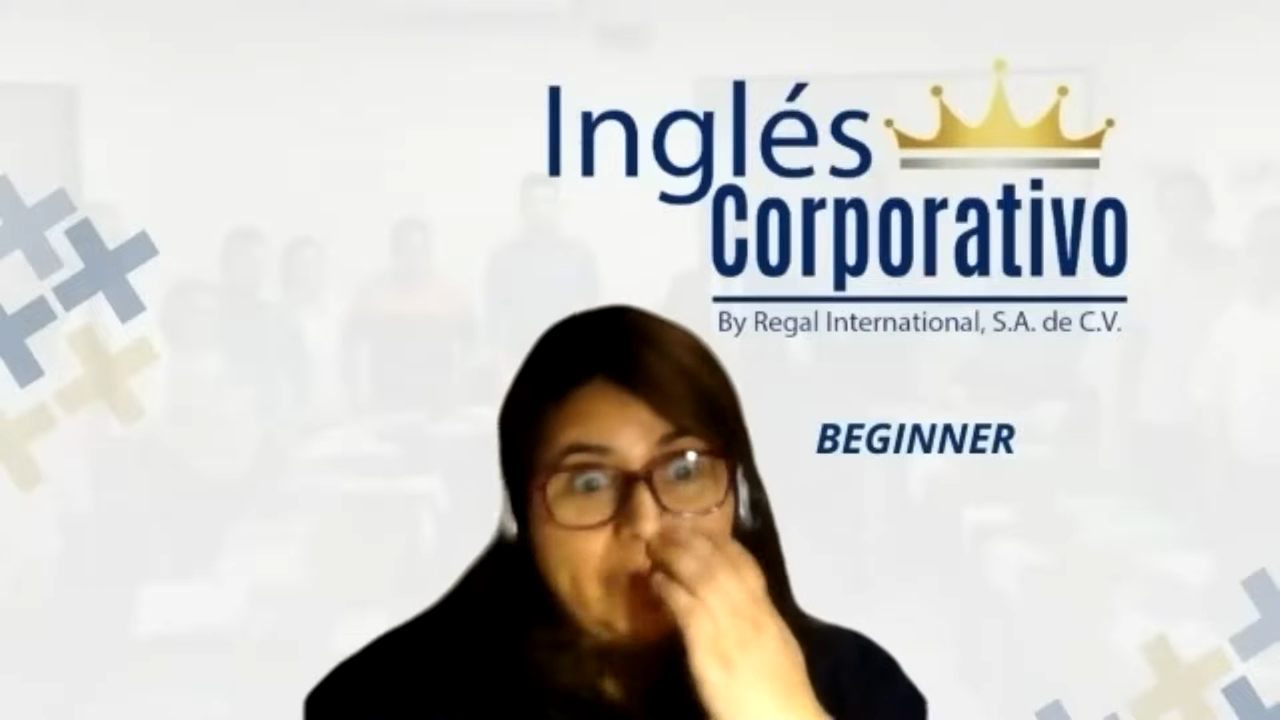 Inglés
Corporativo
By Regal International, S.A. de C.V.
BEGINNER